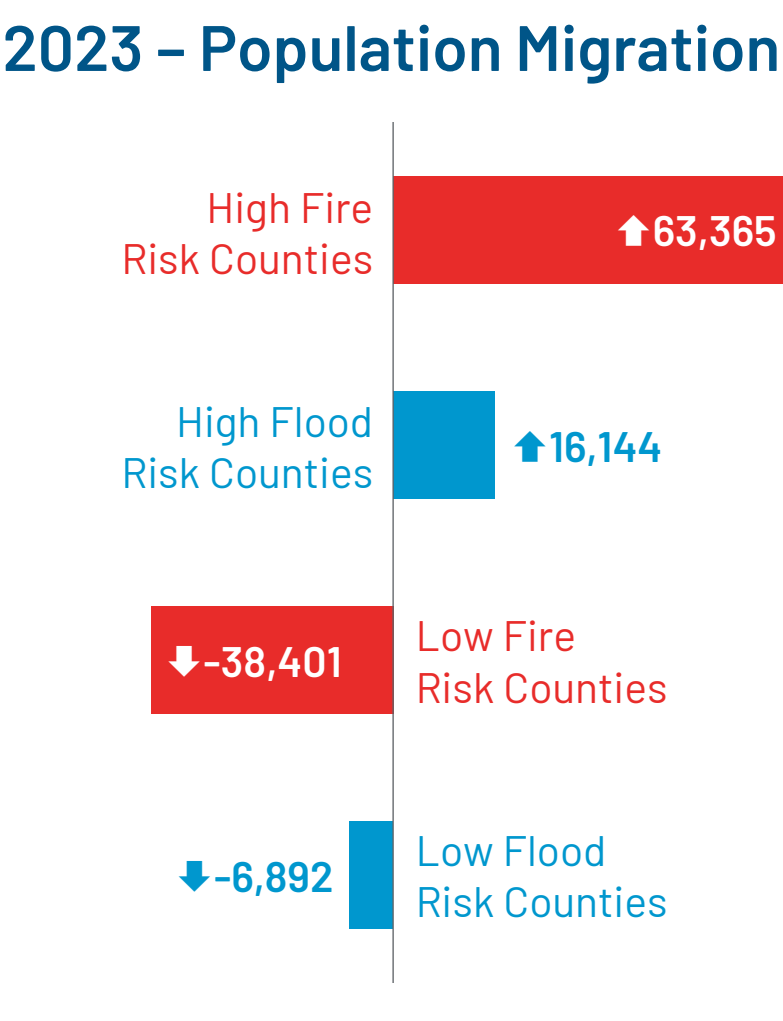 2023 – Population Migration
High Fire
Risk Counties
⬆63,365
High Flood
Risk Counties
⬆16,144
⬇-38,401
Low Fire
Risk Counties
⬇-6,892
Low Flood
Risk Counties